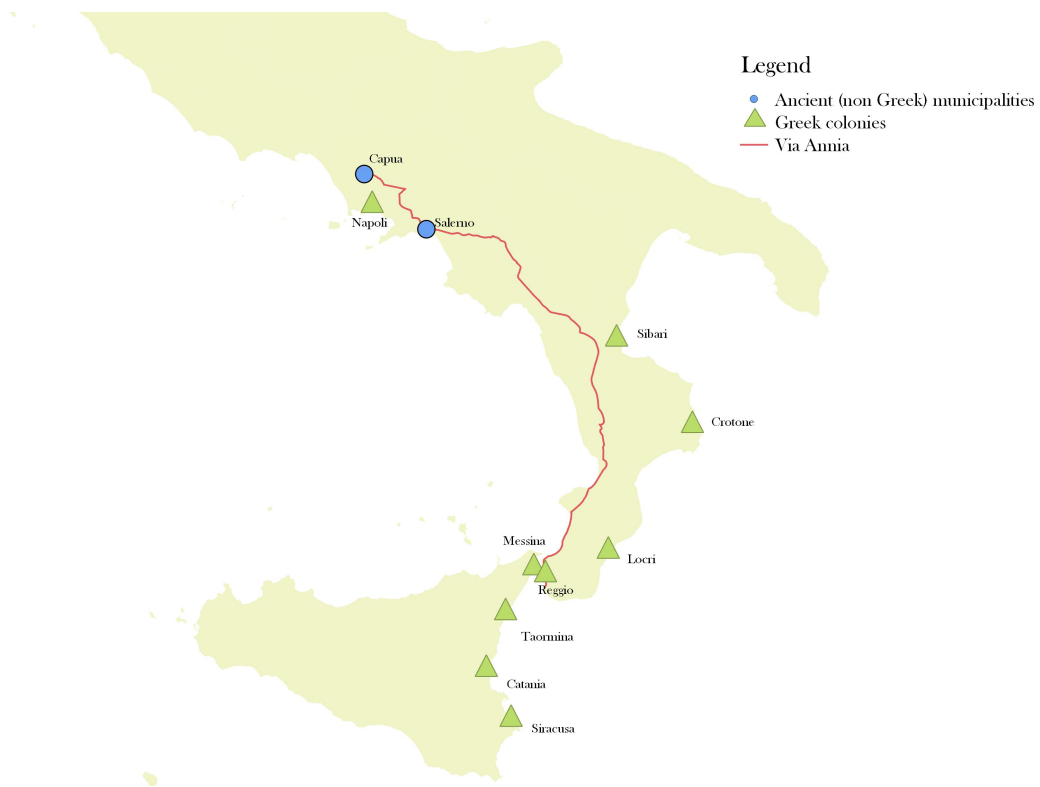 Legend
Ancient (non Greek) municipalities
Greek colonies
Via Annia
Capua
Napoli
Salerno
Sibari
Crotone
Messina
Locri
Reggio
Taormina
Catania
Siracusa